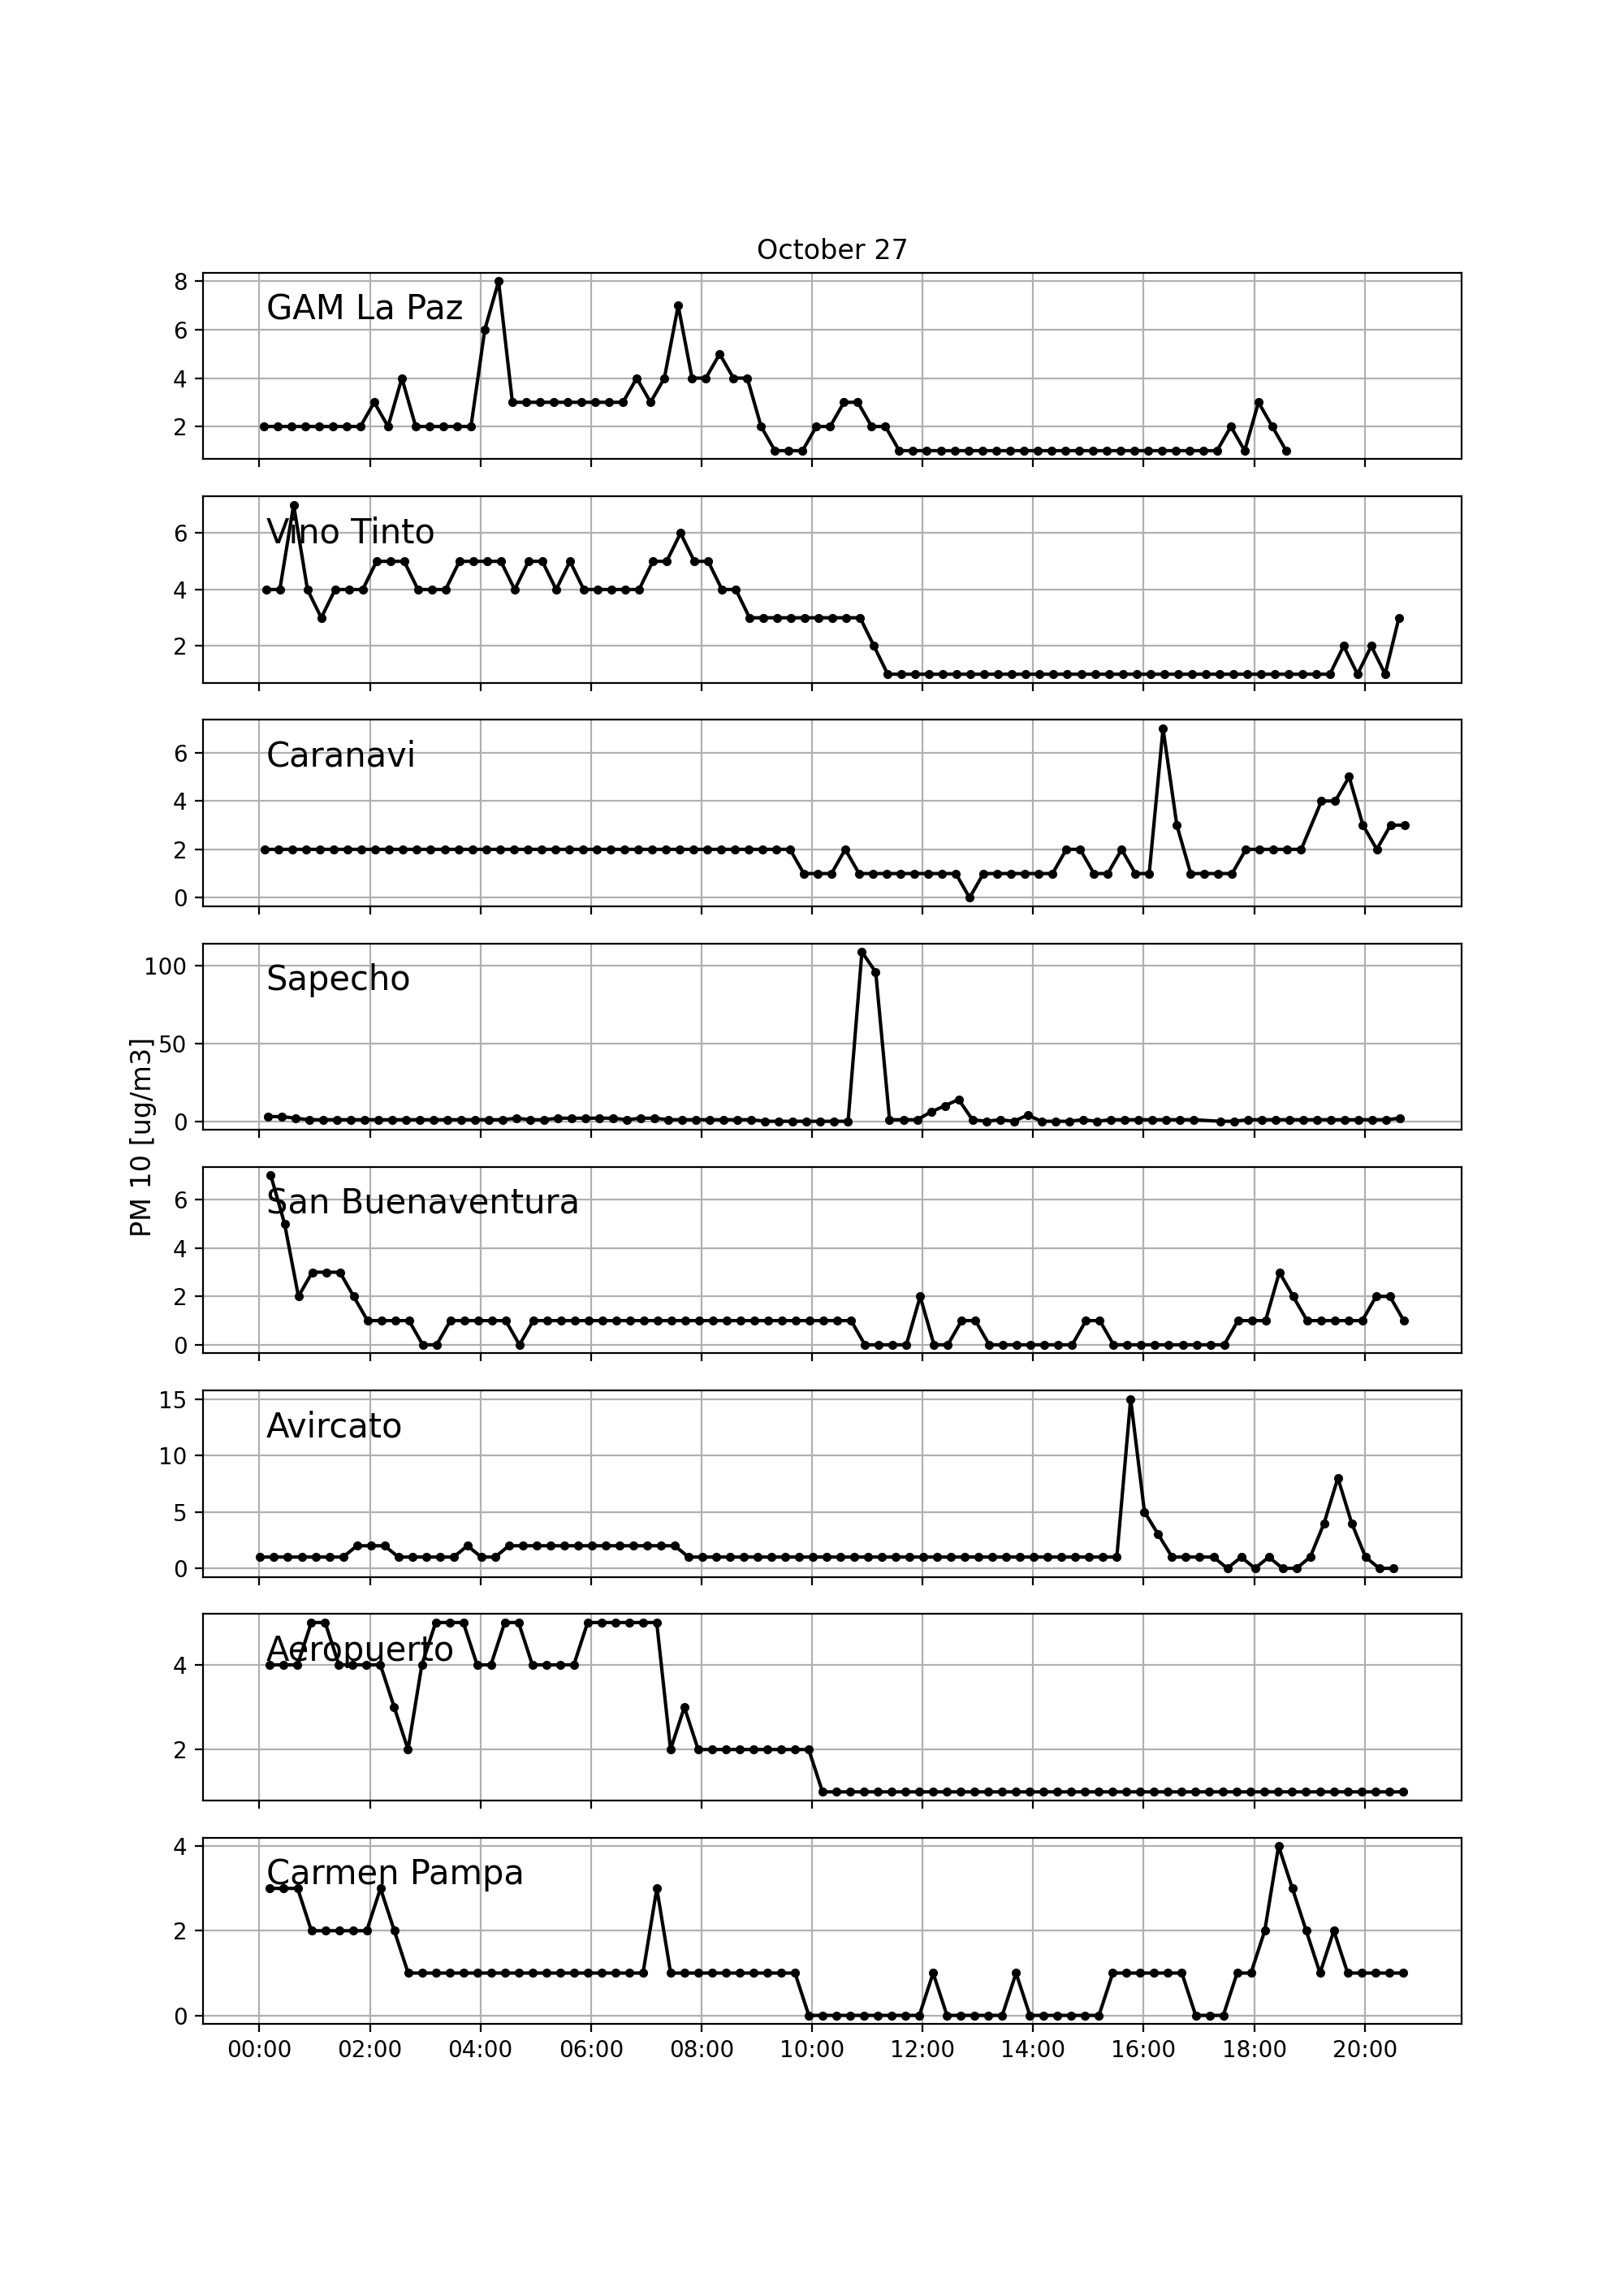 October 27
8
6
4
2
GAM La Paz
6
4
2
Vino Tinto
6
4
2
0
Caranavi
100
50
0
Sapecho
PM 10 [ug/m3]
6
4
2
0
San Buenaventura
15
10
5
0
Avircato
4
2
Aeropuerto
4
2
0
Carmen Pampa
00:00 02:00 04:00 06:00 08:00 10:00 12:00 14:00 16:00 18:00 20:00